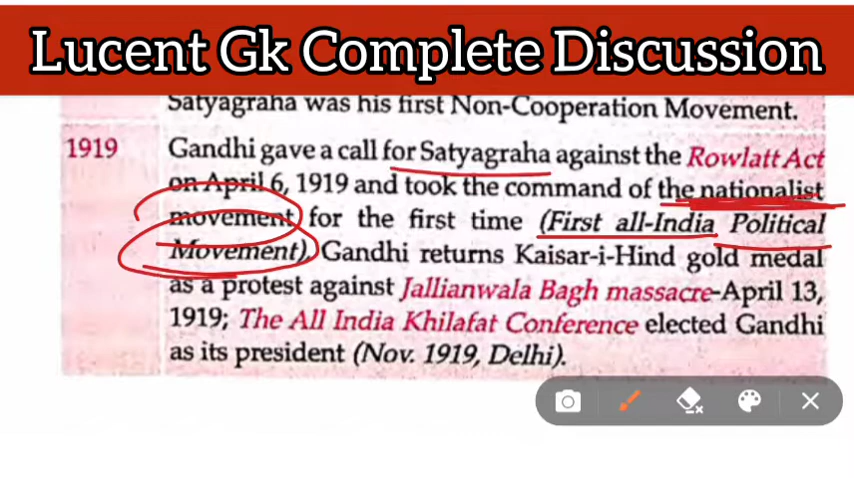 Lucent Gk Complete Discussion
Satyagraha was his first Non-Cooperation Movement.
1919 Gandhi gave a call for Satyagraha against the Rowlatt Act
on April 6, 1919 and took the command of the nationalist
movement for the first time (First all-India Political
Movement), Gandhi returns Kaisar-i-Hind gold medal
as a protest against Jallianwala Bagh massacre-April 13,
1919; The All India Khilafat Conference elected Gandhi
as its president (Nov. 1919, Delhi).